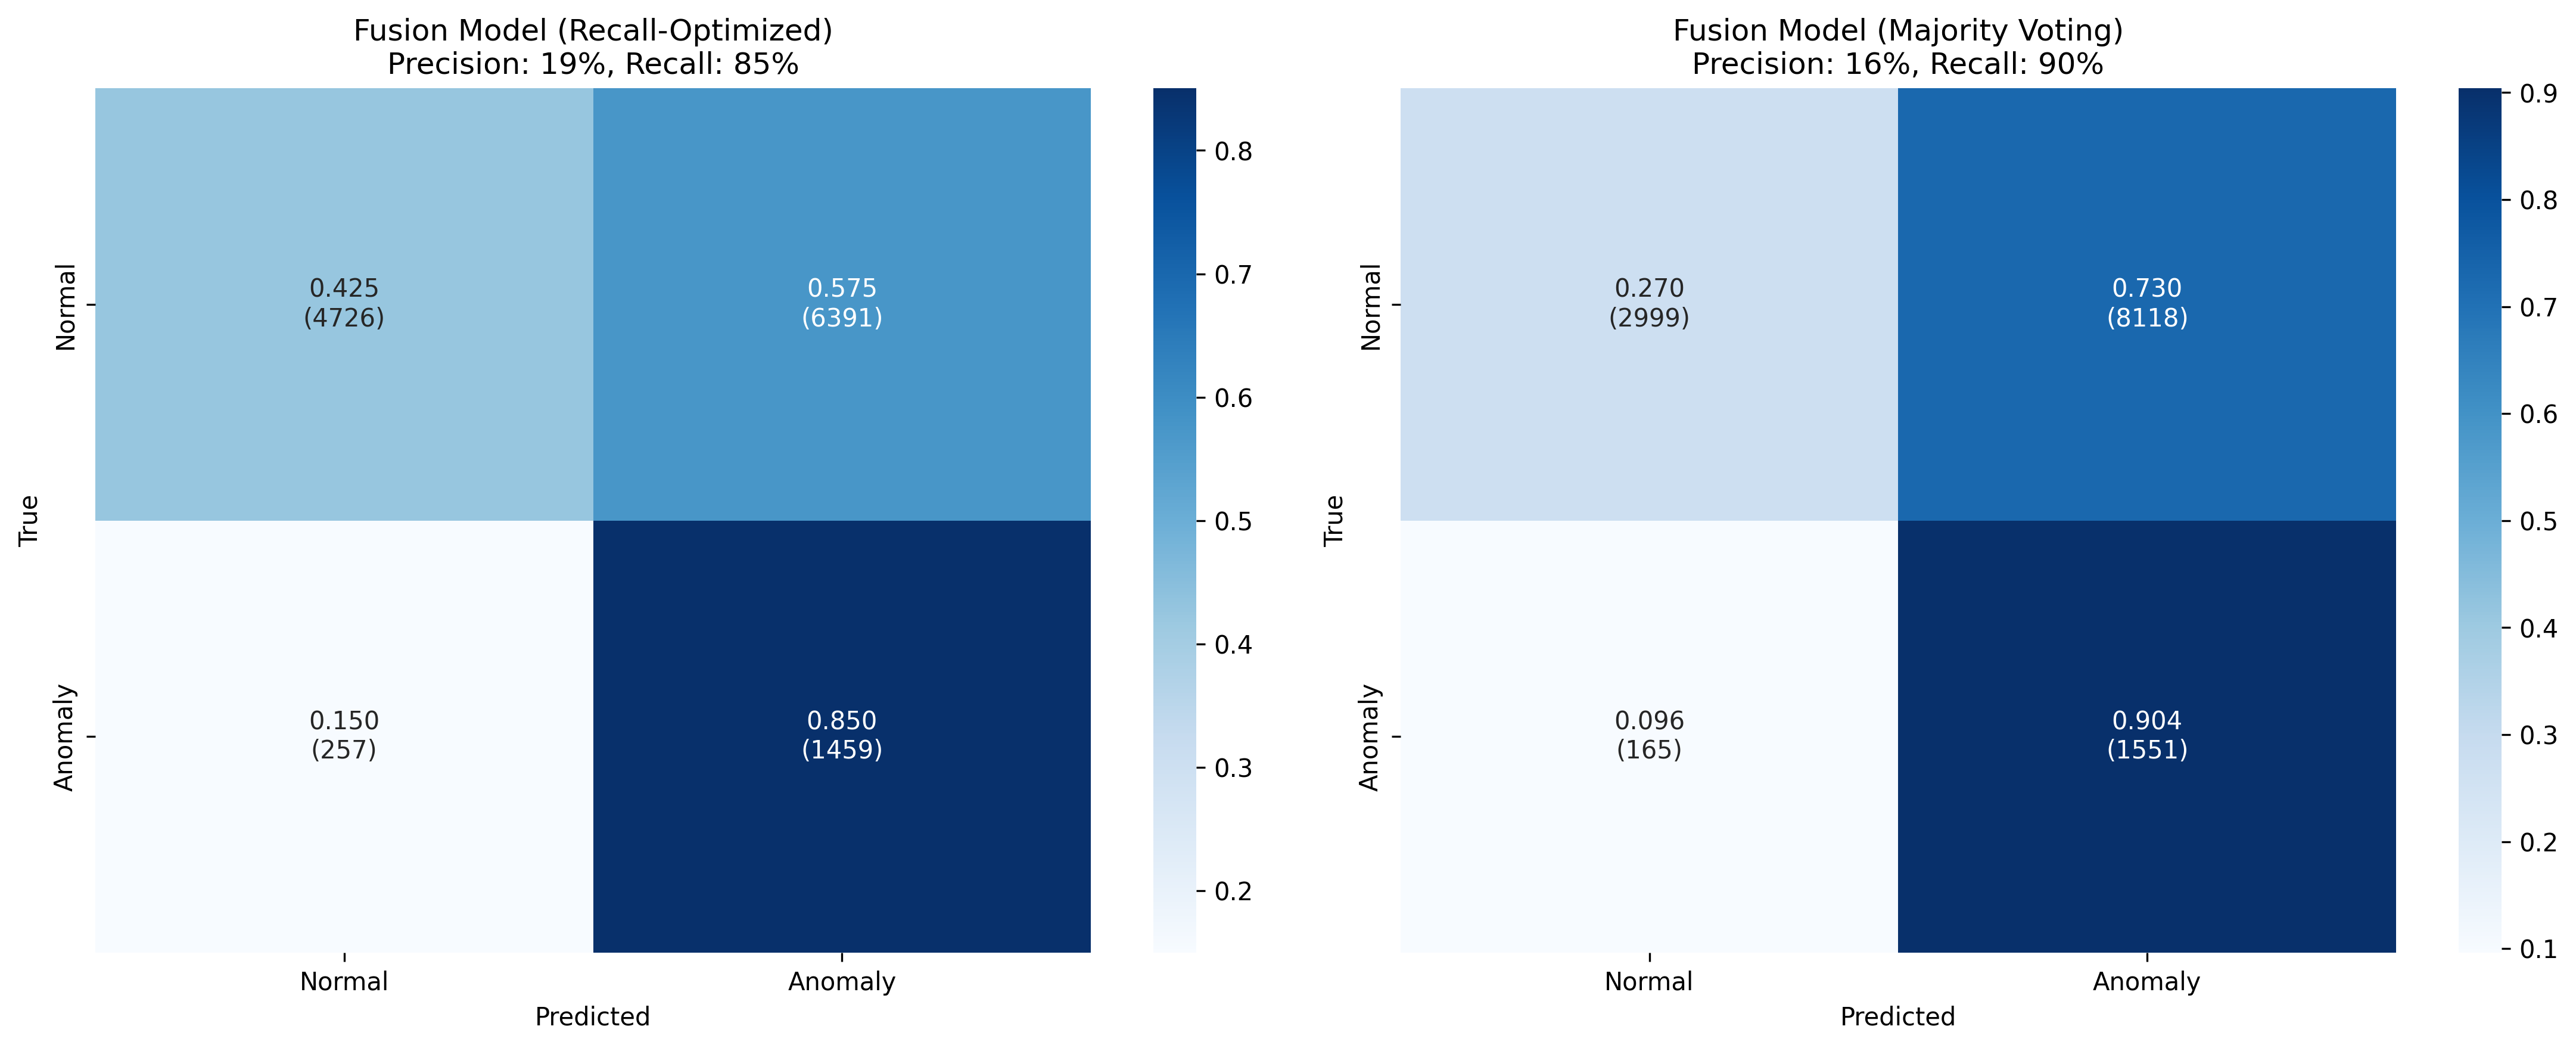 Fusion Model (Recall-Optimized)
Precision: 19%, Recall: 85%
True
Normal
Anomaly
0.425
(4726)
0.575
(6391)
0.150
(257)
0.850
(1459)
Normal
Anomaly
Predicted
0.8
0.7
0.6
0.5
0.4
0.3
0.2
Fusion Model (Majority Voting)
Precision: 16%, Recall: 90%
True
Normal
Anomaly
0.270
(2999)
0.730
(8118)
0.096
(165)
0.904
(1551)
Normal
Anomaly
Predicted
0.9
0.8
0.7
0.6
0.5
0.4
0.3
0.2
0.1